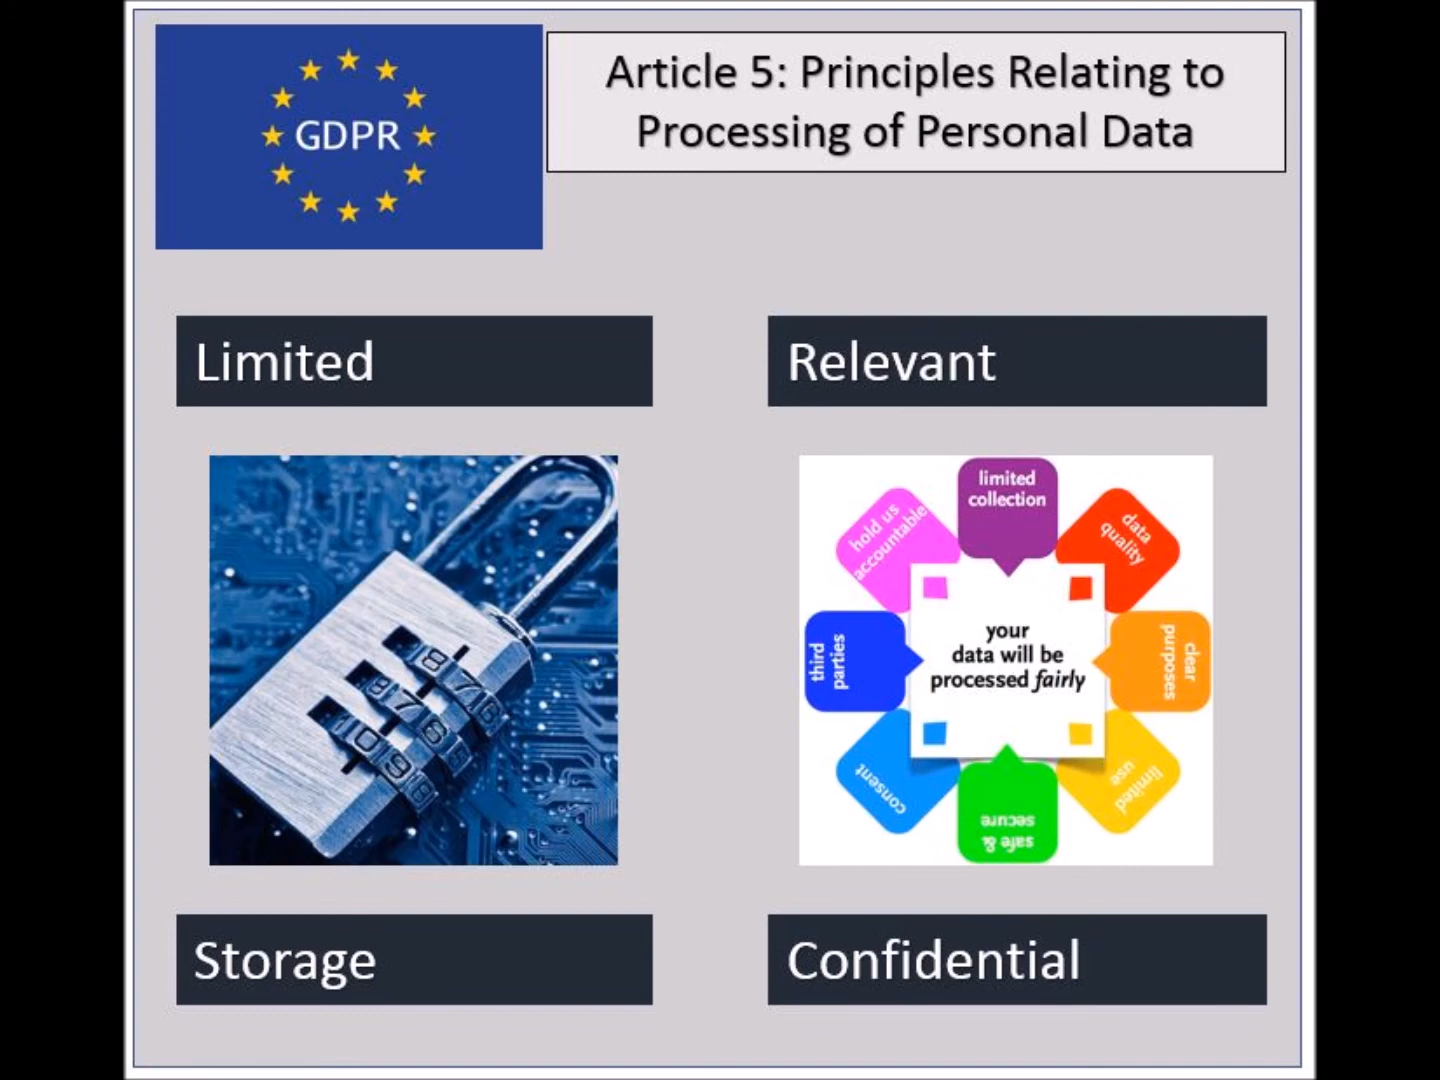 GDPR
Article 5: Principles Relating to
Processing of Personal Data
Limited
Relevant
limited
collection
data
quality
clear
purposes
limited
use
safe &
secure
consent
third
parties
hold us
accountable
your
data will be
processed fairly
Storage
Confidential